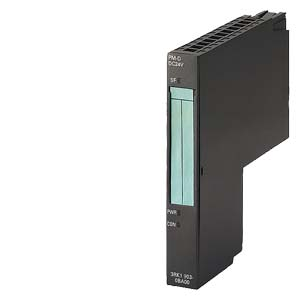 PM-D
DC24V
SF
PWR
CON
3RK1 903-
0BA00